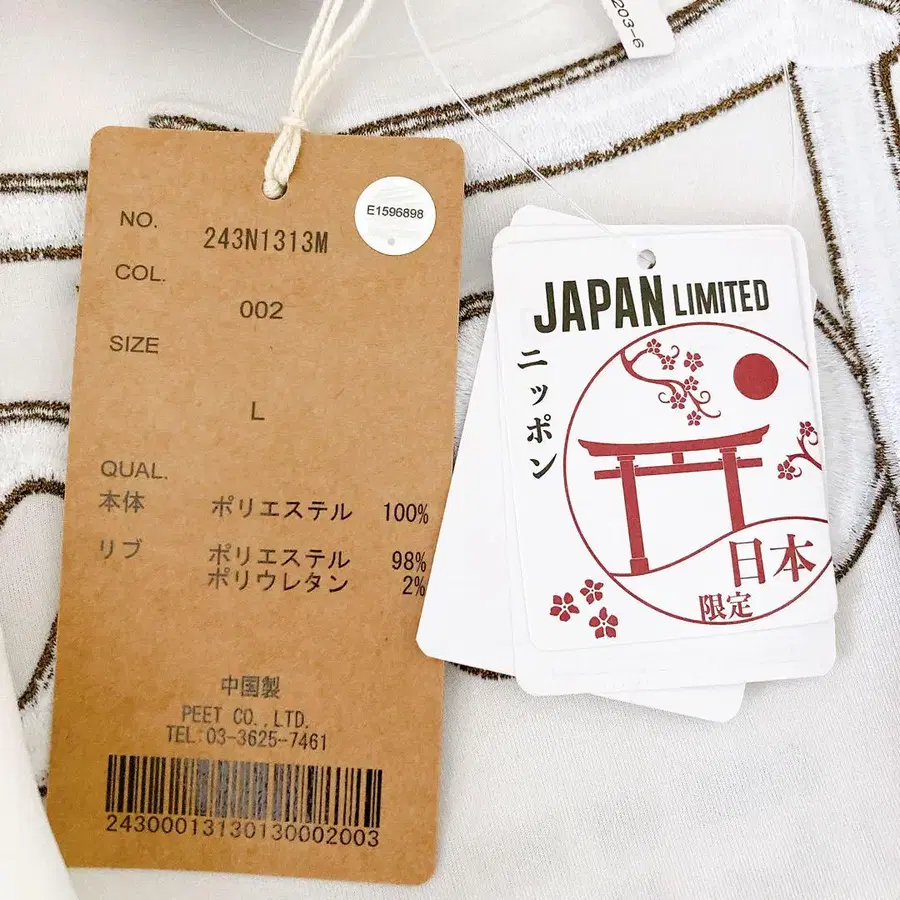 203-6
E1596898
NO. 243N1313M
COL. 002
SIZE L
QUAL.
本体 ポリエステル 100%
リブ ポリエステル 98%
ポリウレタン 2%
中国製
PEET CO.,LTD.
TEL:03-3625-7461
24300013130130002003
JAPAN LIMITED
ニッポン
日本
限定